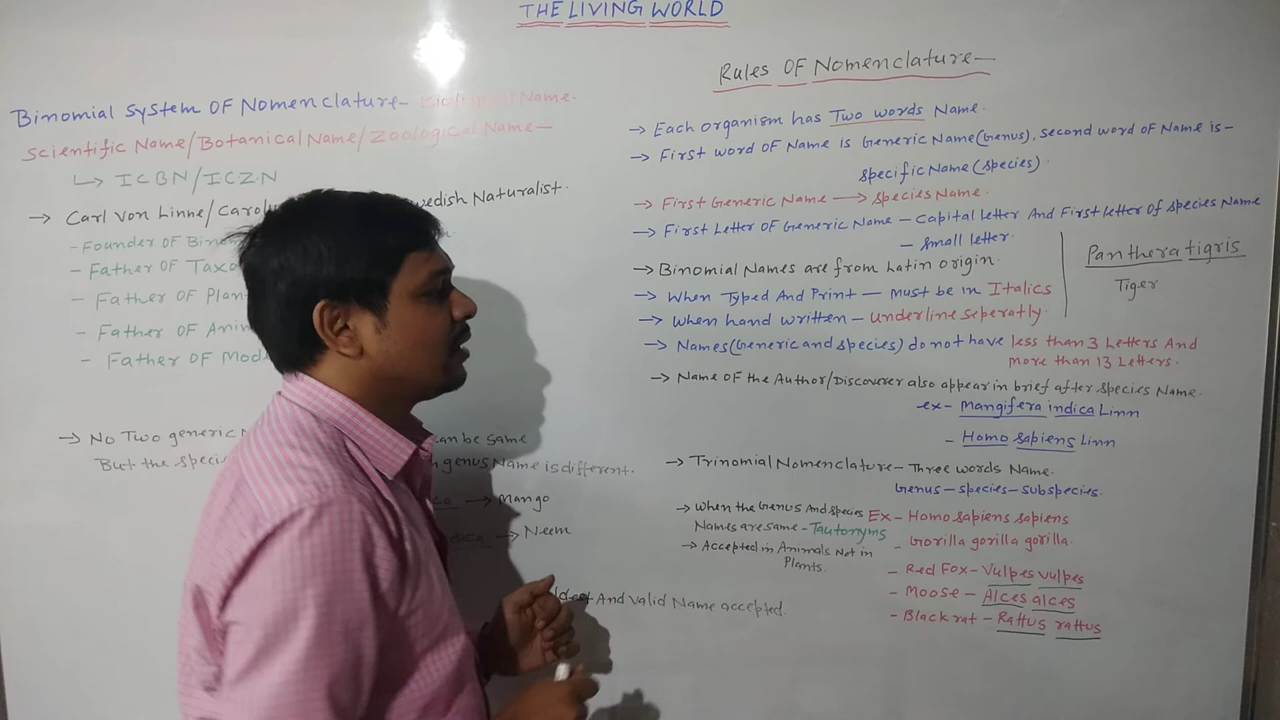 THE LIVING WORLD
Binomial System OF Nomenclature- Biological Name.
Scientific Name/Botanical Name/Zoological Name-
↳ ICBN/ICZN
→ Carl Von Linne/ Swedish Naturalist.
- Founder OF
- Father OF
- Father OF
- Father OF
- Father OF
→ No Two generic can be same
But the genus Name is different.
→ Mango
→ Neem
And Valid Name accepted.
Rules OF Nomenclature-
→ Each organism has Two words Name.
→ First word OF Name is Generic Name(Genus), second word OF Name is-
specific Name (species).
→ First Generic Name → Species Name.
→ First Letter OF Generic Name - Capital letter And First letter Of species Name
- Small letter.
→ Binomial Names are from Latin origin.
→ When Typed And Print - must be in Italics
→ when hand written - underline seperatly.
Panthera tigris
Tiger
→ Names(Generic and species) do not have less than 3 Letters And
more than 13 Letters.
→ Name OF the Author/Discoverer also appear in brief after species Name.
ex- Mangifera indica Linn
- Homo sapiens Linn
→ Trinomial Nomenclature - Three words Name.
Genus - species - subspecies.
→ When the Genus And species
Names are same - Tautonyms
→ Accepted in Animals Not in
Plants.
Ex- Homo sapiens sapiens
- Gorilla gorilla gorilla.
- Red Fox - Vulpes vulpes
- Moose - Alces alces
- Black rat - Rattus rattus